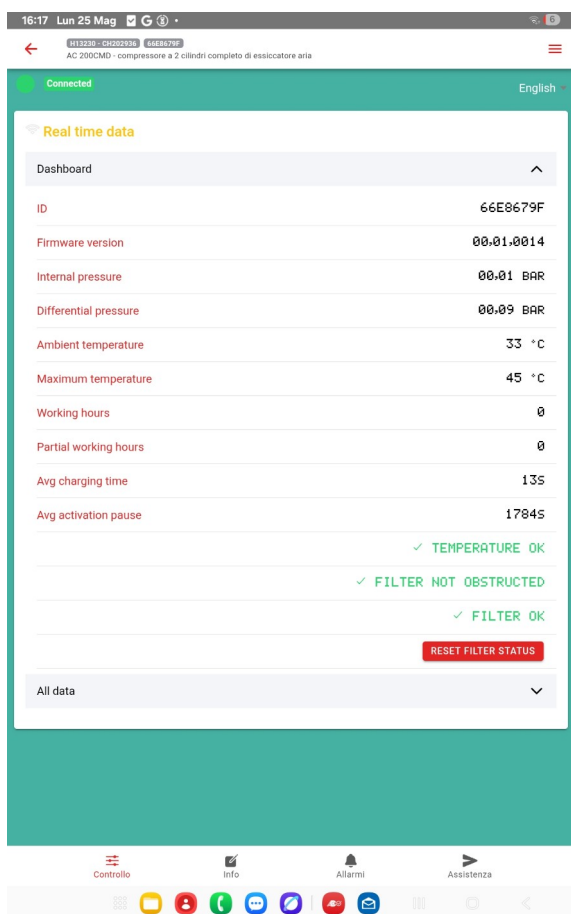 16:17 Lun 25 Mag G
6
H13230 - CH202936 66E8679F
AC 200CMD - compressore a 2 cilindri completo di essiccatore aria
Connected
English
Real time data
Dashboard
ID 66E8679F
Firmware version 00,01,0014
Internal pressure 00,01 BAR
Differential pressure 00,09 BAR
Ambient temperature 33 °C
Maximum temperature 45 °C
Working hours 0
Partial working hours 0
Avg charging time 13S
Avg activation pause 1784S
TEMPERATURE OK
FILTER NOT OBSTRUCTED
FILTER OK
RESET FILTER STATUS
All data
Controllo Info Allarmi Assistenza